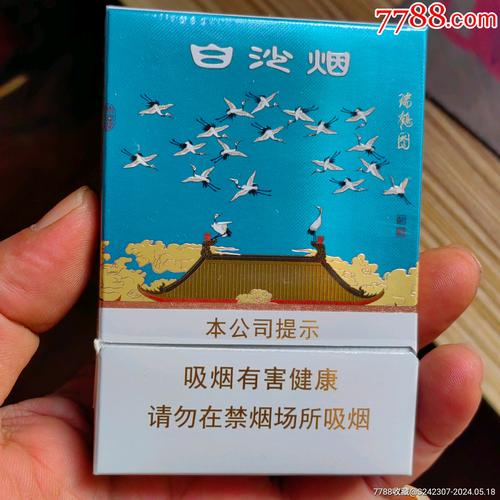 7788.com
白沙烟
瑞鹤图
本公司提示
吸烟有害健康
请勿在禁烟场所吸烟
7788收藏@S242307-2024.05.18